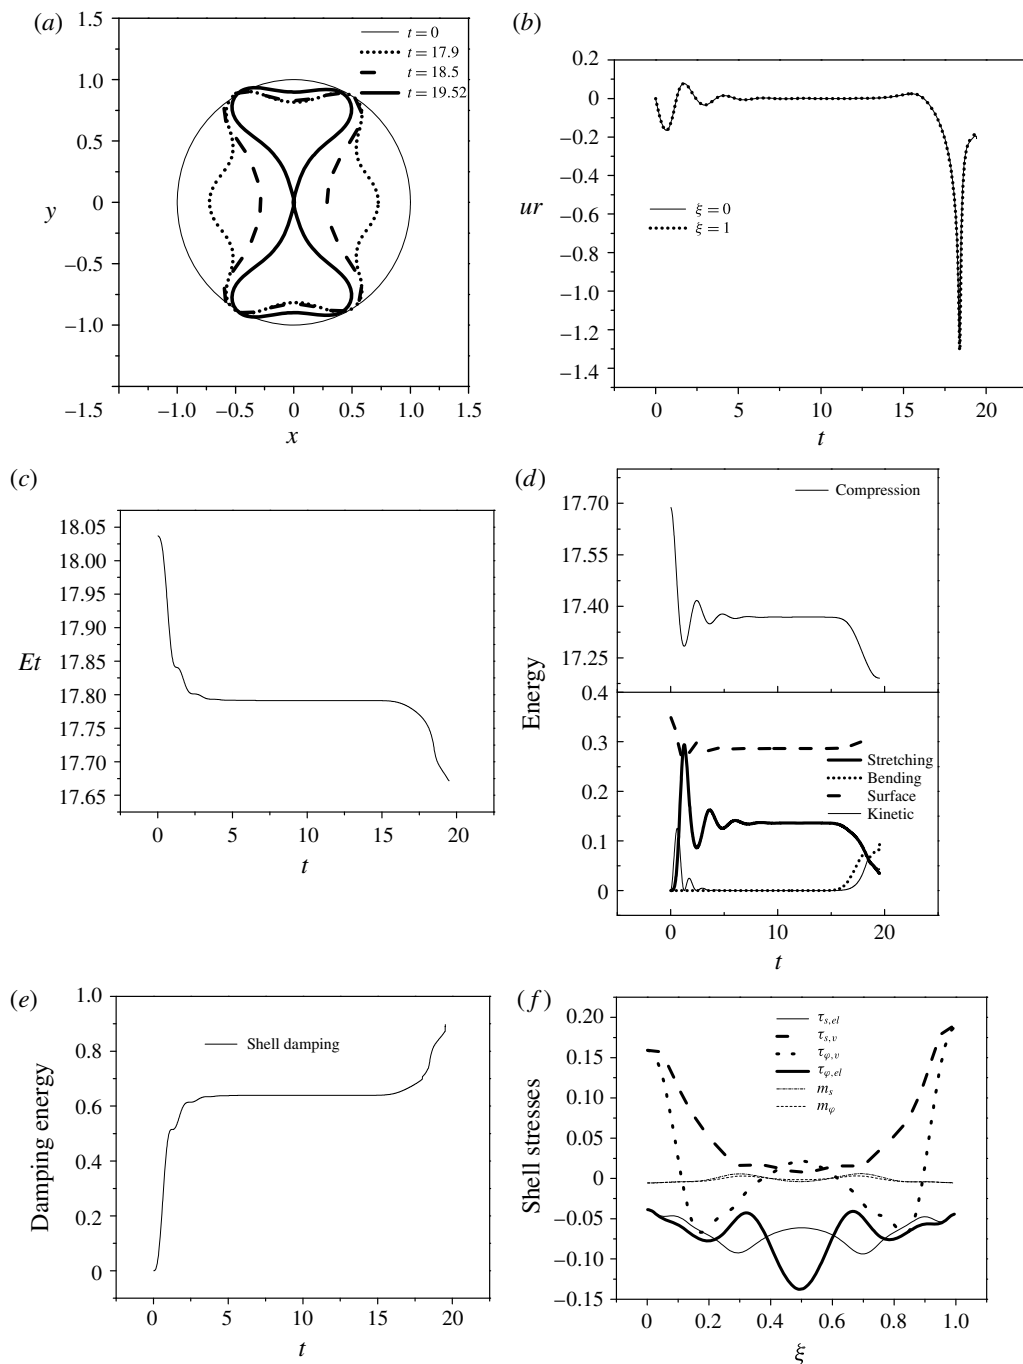 (a)
1.5
1.0
0.5
0
−0.5
−1.0
−1.5
y
t = 0
t = 17.9
t = 18.5
t = 19.52
−1.0
−0.5
0
0.5
1.0
1.5
x
(b)
0.2
0
−0.2
−0.4
−0.6
−0.8
−1.0
−1.2
−1.4
ur
ξ = 0
ξ = 1
0
5
10
15
20
t
(c)
18.05
18.00
17.95
17.90
17.85
17.80
17.75
17.70
17.65
Et
0
5
10
15
20
t
(d)
17.70
17.55
17.40
17.25
0.4
0.3
0.2
0.1
0
Energy
Compression
Stretching
Bending
Surface
Kinetic
0
10
20
t
(e)
1.0
0.8
0.6
0.4
0.2
0
Damping energy
Shell damping
0
5
10
15
20
t
(f)
0.20
0.15
0.10
0.05
0
−0.05
−0.10
−0.15
Shell stresses
τs,el
τs,v
τφ,v
τφ,el
ms
mφ
0
0.2
0.4
0.6
0.8
1.0
ξ